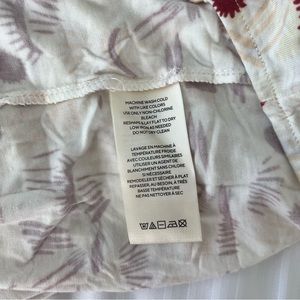 MACHINE WASH COLD
WITH LIKE COLORS
USE ONLY NON-CHLORINE
BLEACH
RESHAPE/LAY FLAT TO DRY
LOW IRON AS NEEDED
DO NOT DRY CLEAN
LAVAGE EN MACHINE À
TEMPÉRATURE FROIDE,
AVEC COULEURS SIMILAIRES
UTILISER UN AGENT DE
BLANCHIMENT SANS CHLORE
SI NÉCESSAIRE
REMODELER ET SÉCHER À PLAT
REPASSER, AU BESOIN, À
BASSE TEMPÉRATURE
NE PAS NETTOYER À SEC